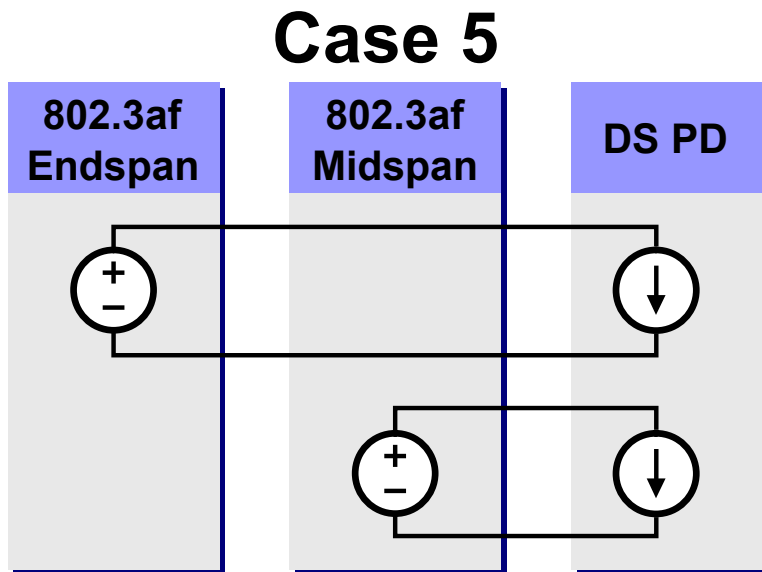 Case 5
802.3af
Endspan
802.3af
Midspan
DS PD
+
−
+
−